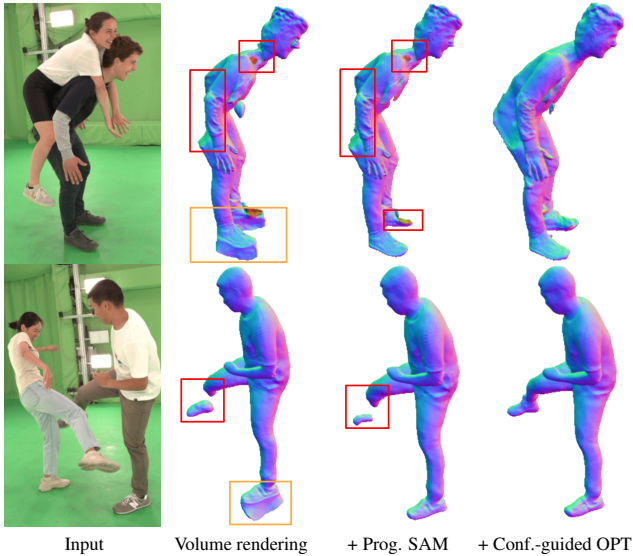 Input Volume rendering + Prog. SAM + Conf.-guided OPT